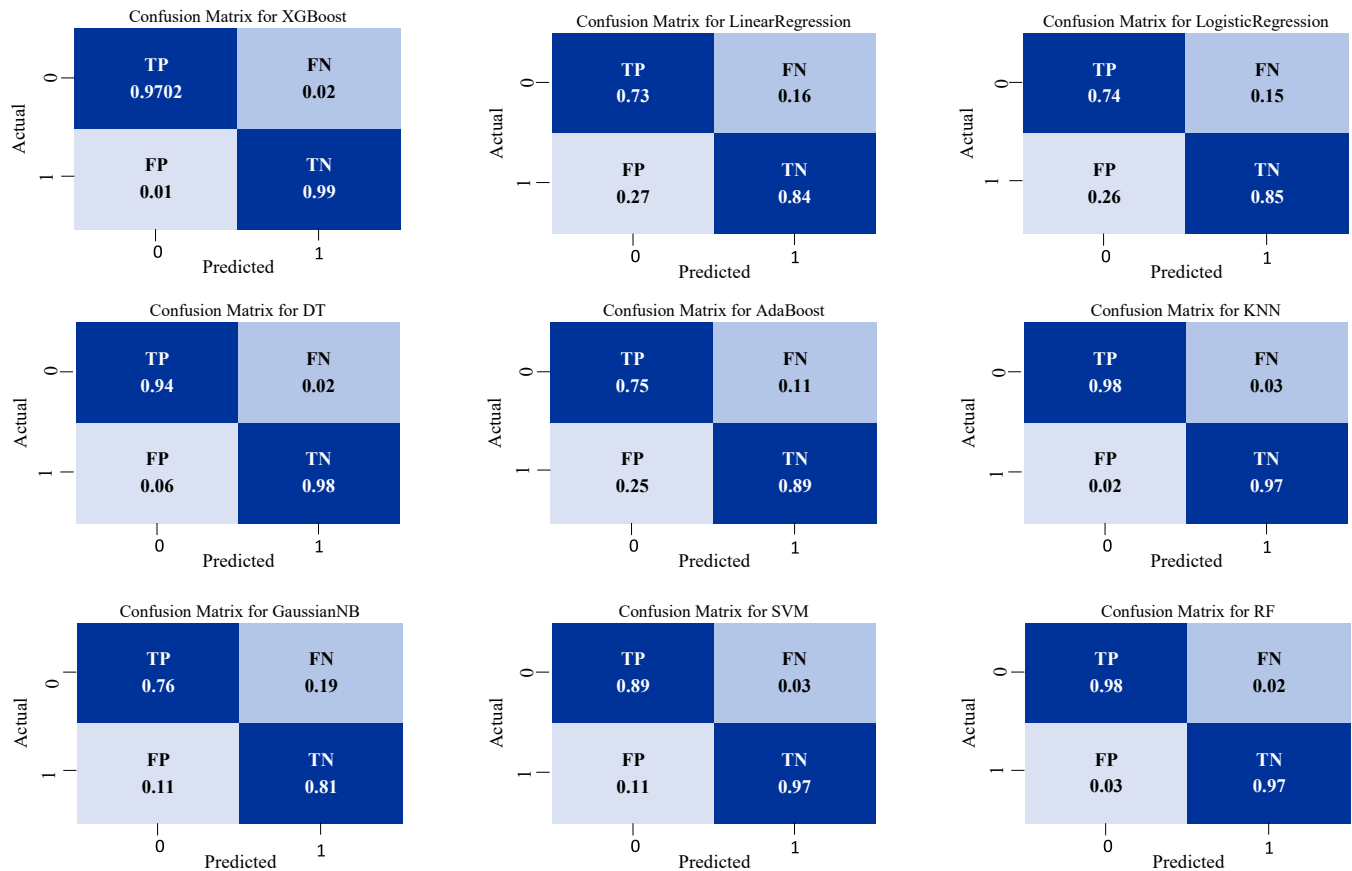 Confusion Matrix for XGBoost
TP
0.9702
FN
0.02
FP
0.01
TN
0.99
0
1
Actual
0
1
Predicted
Confusion Matrix for LinearRegression
TP
0.73
FN
0.16
FP
0.27
TN
0.84
0
1
Actual
0
1
Predicted
Confusion Matrix for LogisticRegression
TP
0.74
FN
0.15
FP
0.26
TN
0.85
0
1
Actual
0
1
Predicted
Confusion Matrix for DT
TP
0.94
FN
0.02
FP
0.06
TN
0.98
0
1
Actual
0
1
Predicted
Confusion Matrix for AdaBoost
TP
0.75
FN
0.11
FP
0.25
TN
0.89
0
1
Actual
0
1
Predicted
Confusion Matrix for KNN
TP
0.98
FN
0.03
FP
0.02
TN
0.97
0
1
Actual
0
1
Predicted
Confusion Matrix for GaussianNB
TP
0.76
FN
0.19
FP
0.11
TN
0.81
0
1
Actual
0
1
Predicted
Confusion Matrix for SVM
TP
0.89
FN
0.03
FP
0.11
TN
0.97
0
1
Actual
0
1
Predicted
Confusion Matrix for RF
TP
0.98
FN
0.02
FP
0.03
TN
0.97
0
1
Actual
0
1
Predicted